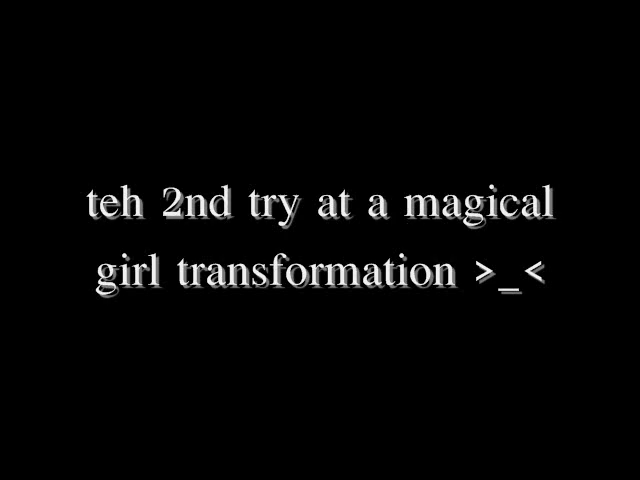 teh 2nd try at a magical
girl transformation >_<